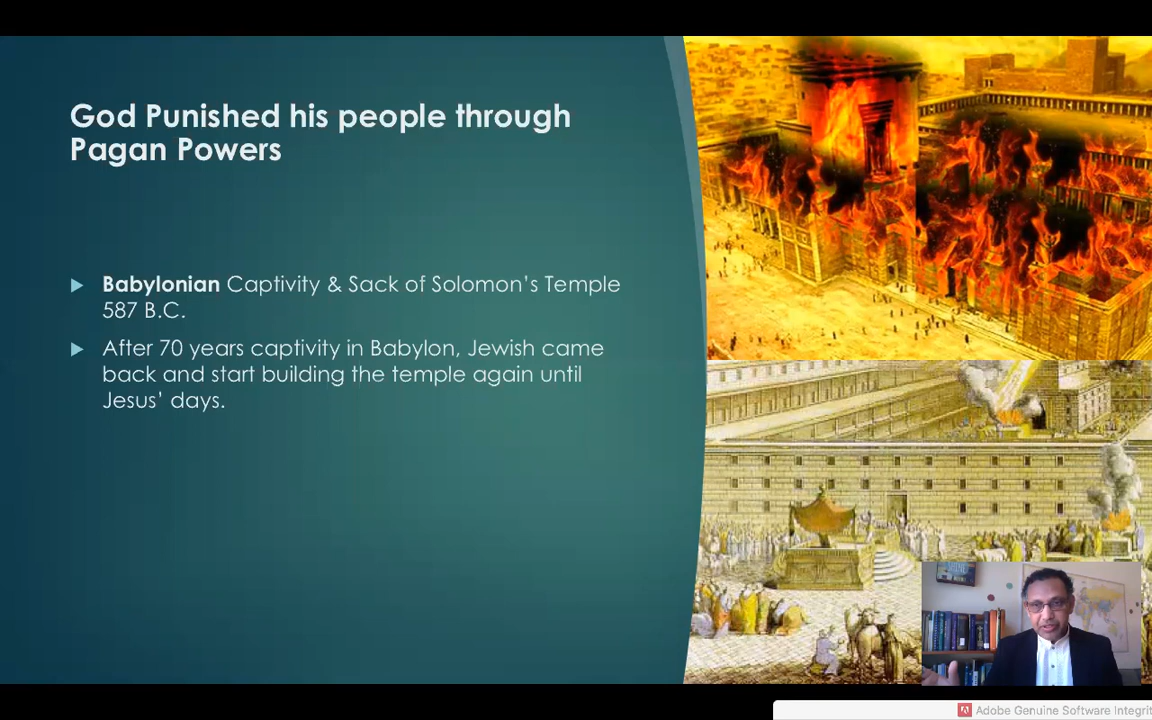 God Punished his people through
Pagan Powers
Babylonian Captivity & Sack of Solomon's Temple
587 B.C.
After 70 years captivity in Babylon, Jewish came
back and start building the temple again until
Jesus' days.
Adobe Genuine Software Integrit